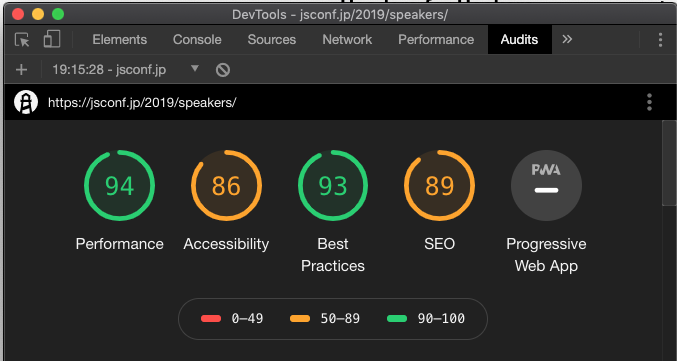 DevTools - jsconf.jp/2019/speakers/
Elements Console Sources Network Performance Audits »
19:15:28 - jsconf.jp
https://jsconf.jp/2019/speakers/
94 86 93 89 PWA
Performance Accessibility Best Practices SEO Progressive Web App
0–49 50–89 90–100